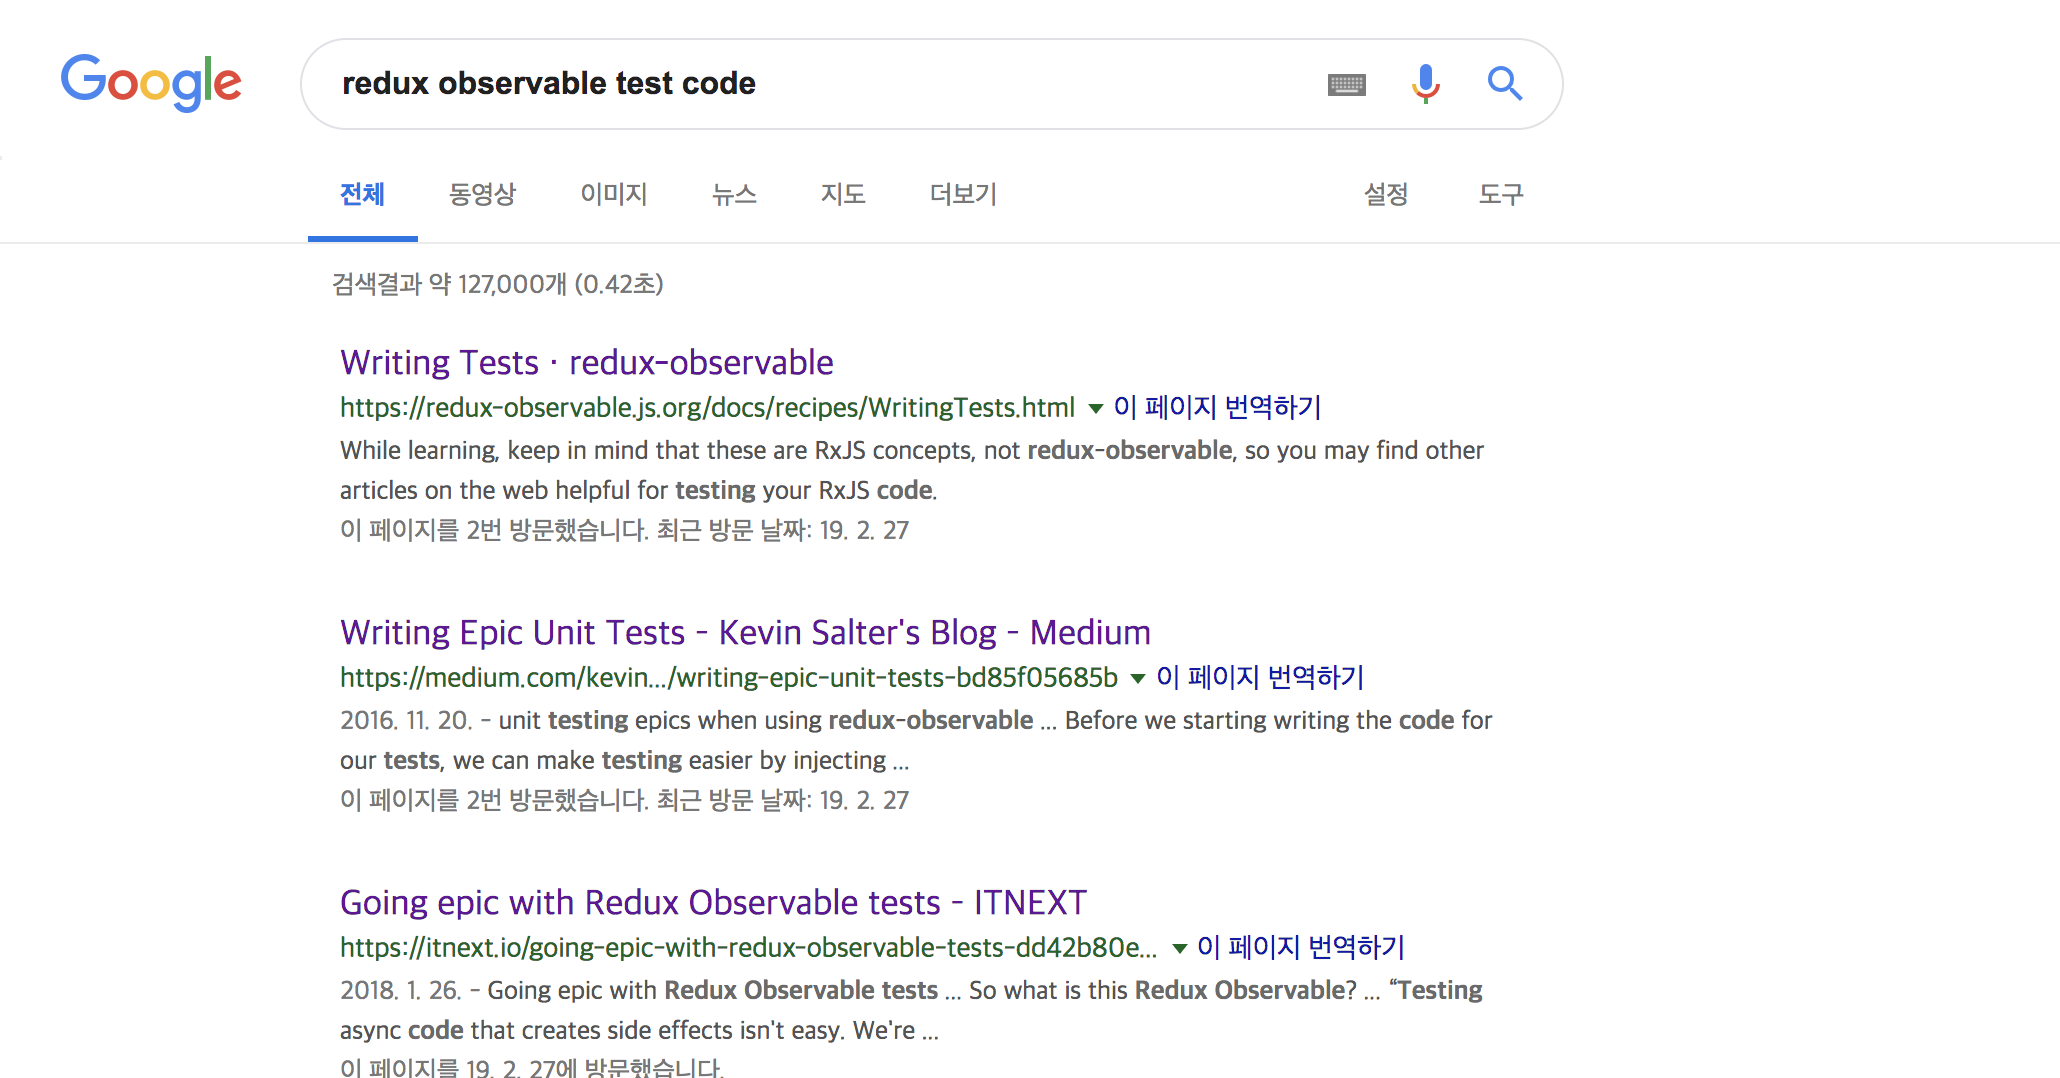 Google
redux observable test code
전체 동영상 이미지 뉴스 지도 더보기 설정 도구
검색결과 약 127,000개 (0.42초)
Writing Tests · redux-observable
https://redux-observable.js.org/docs/recipes/WritingTests.html ▼ 이 페이지 번역하기
While learning, keep in mind that these are RxJS concepts, not redux-observable, so you may find other
articles on the web helpful for testing your RxJS code.
이 페이지를 2번 방문했습니다. 최근 방문 날짜: 19. 2. 27
Writing Epic Unit Tests - Kevin Salter's Blog - Medium
https://medium.com/kevin.../writing-epic-unit-tests-bd85f05685b ▼ 이 페이지 번역하기
2016. 11. 20. - unit testing epics when using redux-observable ... Before we starting writing the code for
our tests, we can make testing easier by injecting ...
이 페이지를 2번 방문했습니다. 최근 방문 날짜: 19. 2. 27
Going epic with Redux Observable tests - ITNEXT
https://itnext.io/going-epic-with-redux-observable-tests-dd42b80e... ▼ 이 페이지 번역하기
2018. 1. 26. - Going epic with Redux Observable tests ... So what is this Redux Observable? ... “Testing
async code that creates side effects isn't easy. We're ...
이 페이지를 19. 2. 27에 방문했습니다.